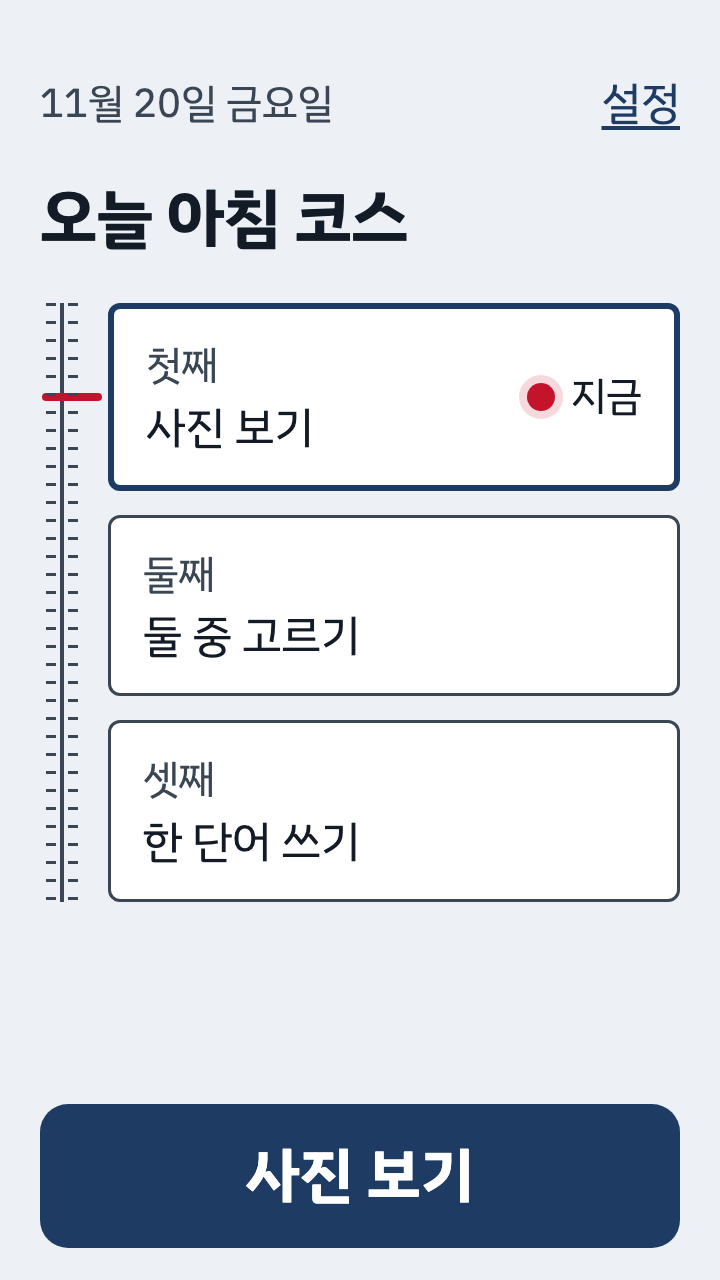 11월 20일 금요일
설정
오늘 아침 코스
첫째
사진 보기
지금
둘째
둘 중 고르기
셋째
한 단어 쓰기
사진 보기